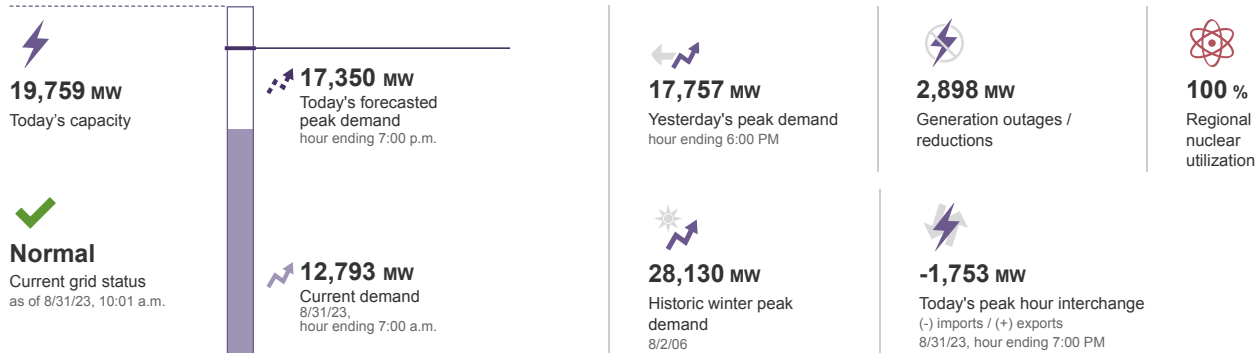 19,759 MW
Today's capacity
Normal
Current grid status
as of 8/31/23, 10:01 a.m.
17,350 MW
Today's forecasted
peak demand
hour ending 7:00 p.m.
12,793 MW
Current demand
8/31/23,
hour ending 7:00 a.m.
17,757 MW
Yesterday's peak demand
hour ending 6:00 PM
2,898 MW
Generation outages /
reductions
100 %
Regional
nuclear
utilization
28,130 MW
Historic winter peak
demand
8/2/06
-1,753 MW
Today's peak hour interchange
(-) imports / (+) exports
8/31/23, hour ending 7:00 PM